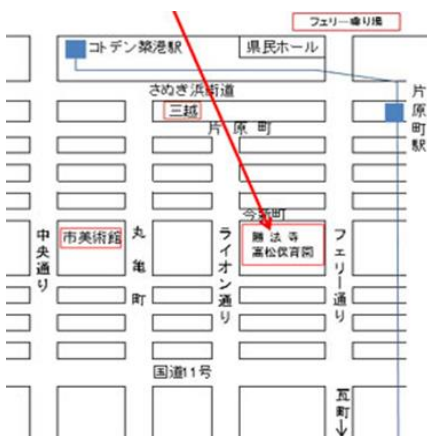 フェリー乗り場
コトデン築港駅
県民ホール
さぬき浜街道
三越
片原町
片原町駅
今新町
中央通り
市美術館
丸亀町
ライオン通り
勝法寺
高松保育園
フェリー通り
国道11号
瓦町→